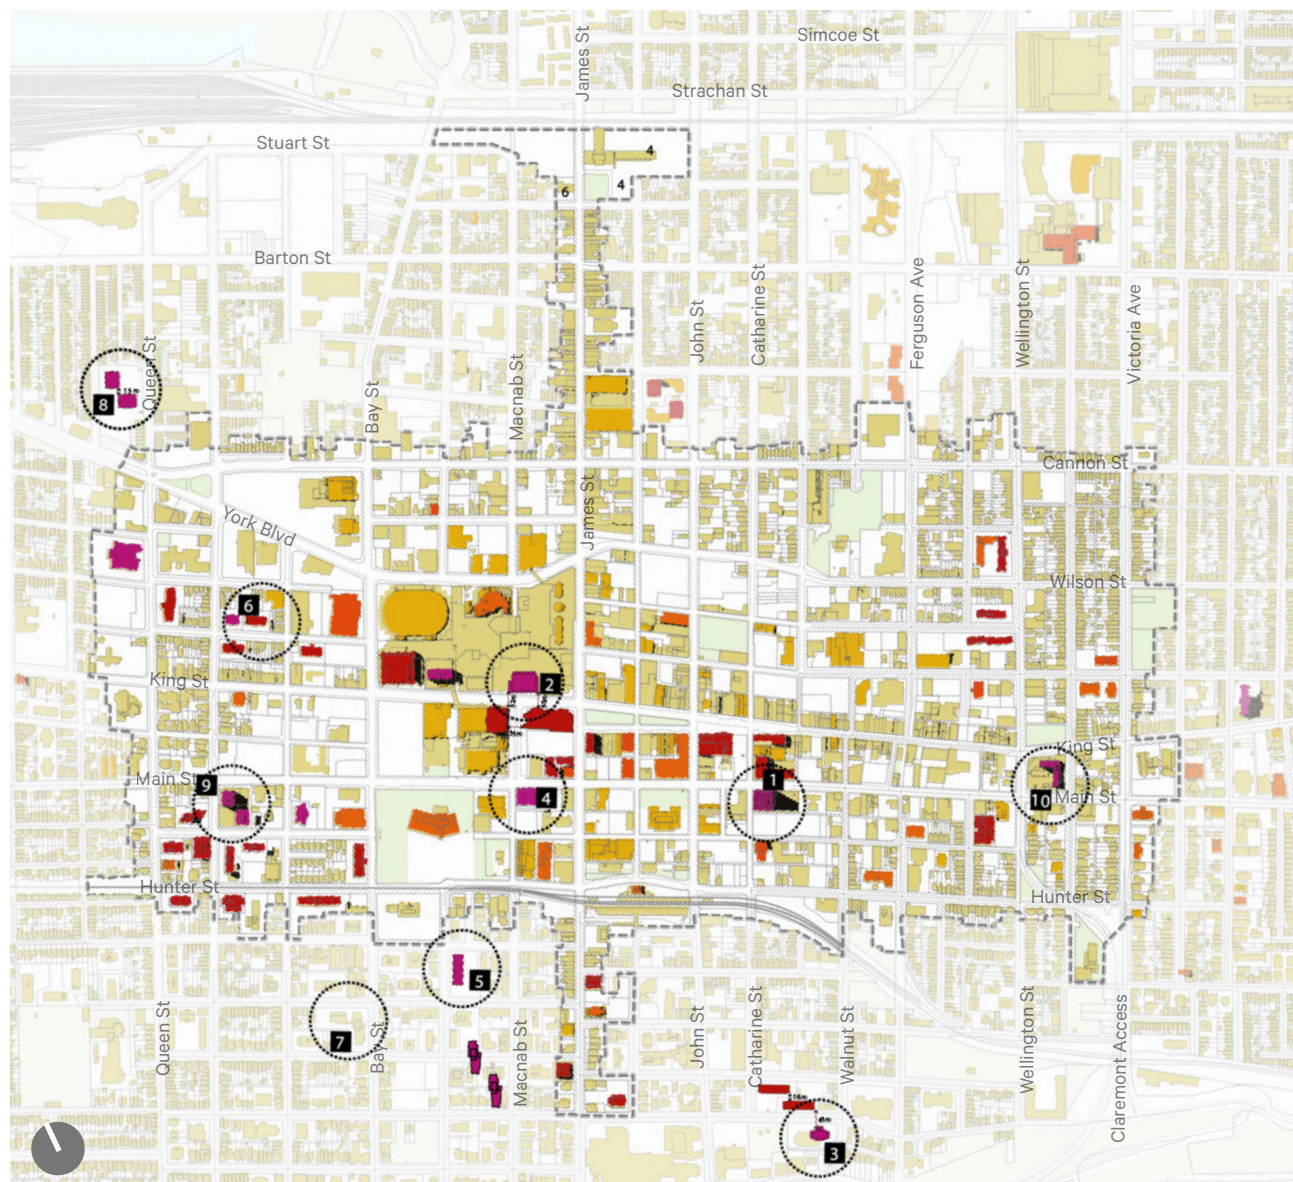 Simcoe St
James St
Strachan St
Stuart St
4
4
6
Barton St
John St
Catharine St
Ferguson Ave
Wellington St
Victoria Ave
Queen St
Bay St
Macnab St
8
Cannon St
James St
York Blvd
Wilson St
6
King St
2
King St
Main St
9
4
1
10
Main St
Hunter St
Hunter St
5
7
Queen St
Bay St
Macnab St
John St
Catharine St
Walnut St
Wellington St
Claremont Access
3